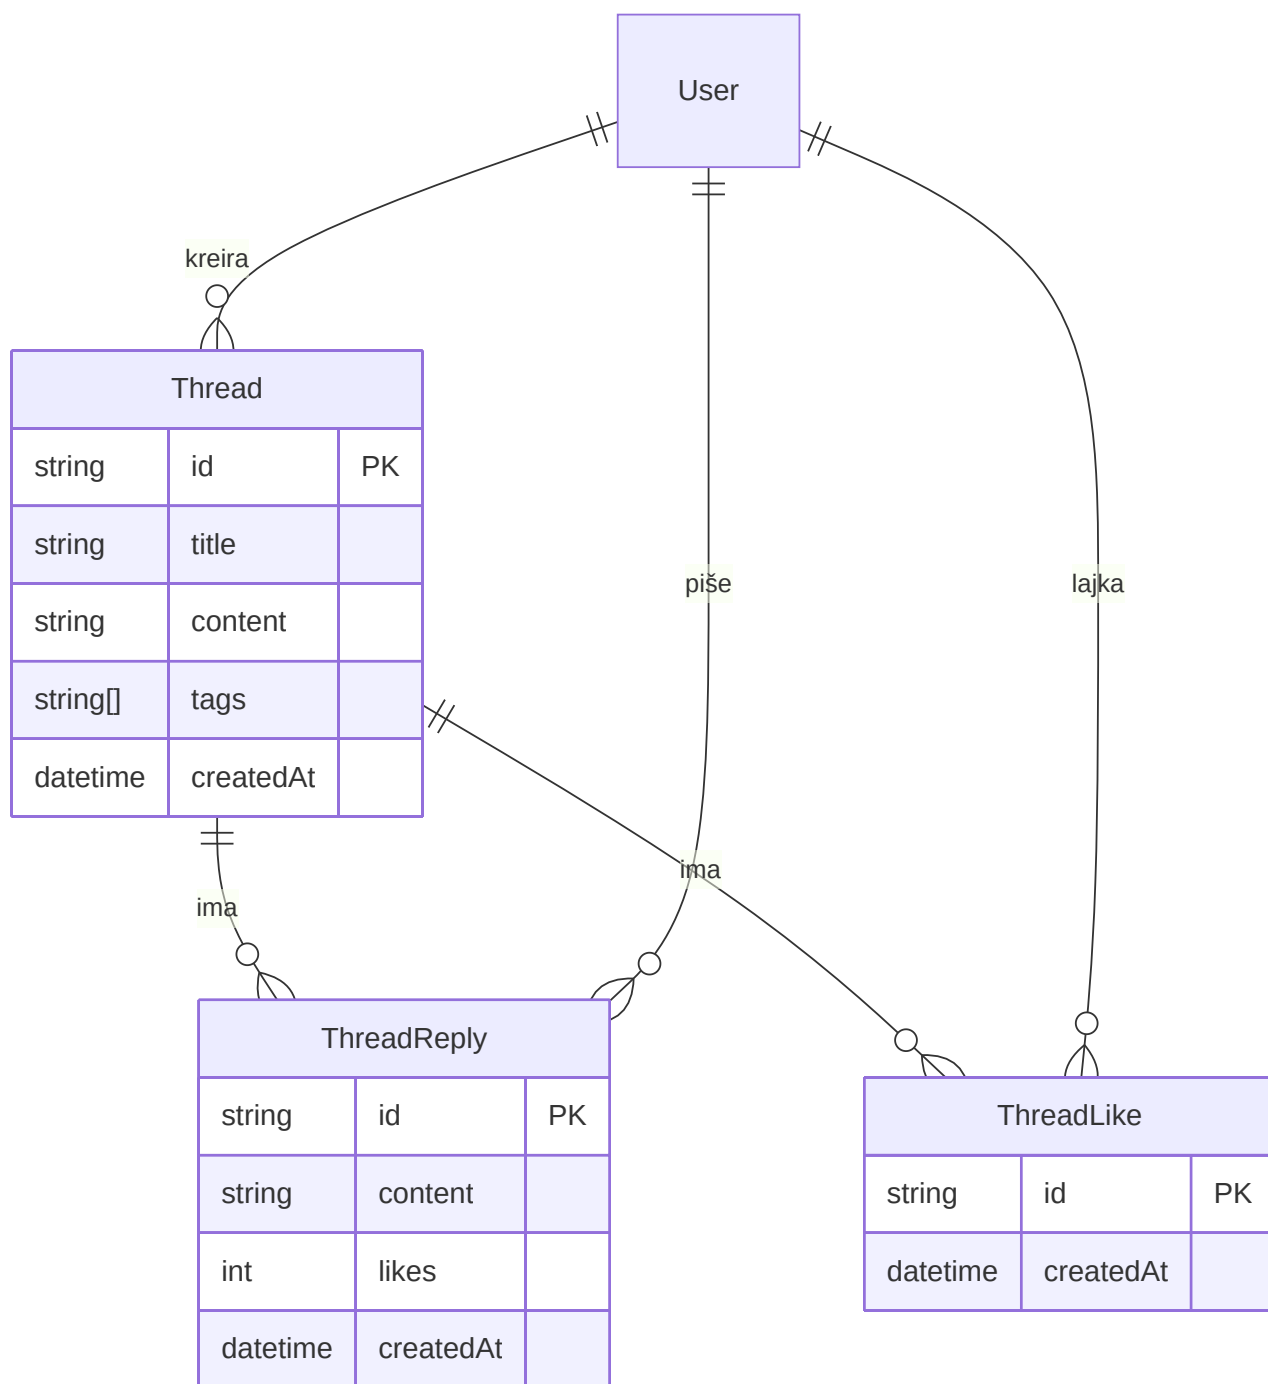 User
kreira
Thread
string id PK
string title
string content
string[] tags
datetime createdAt
piše
lajka
ima
ima
ThreadReply
string id PK
string content
int likes
datetime createdAt
ThreadLike
string id PK
datetime createdAt